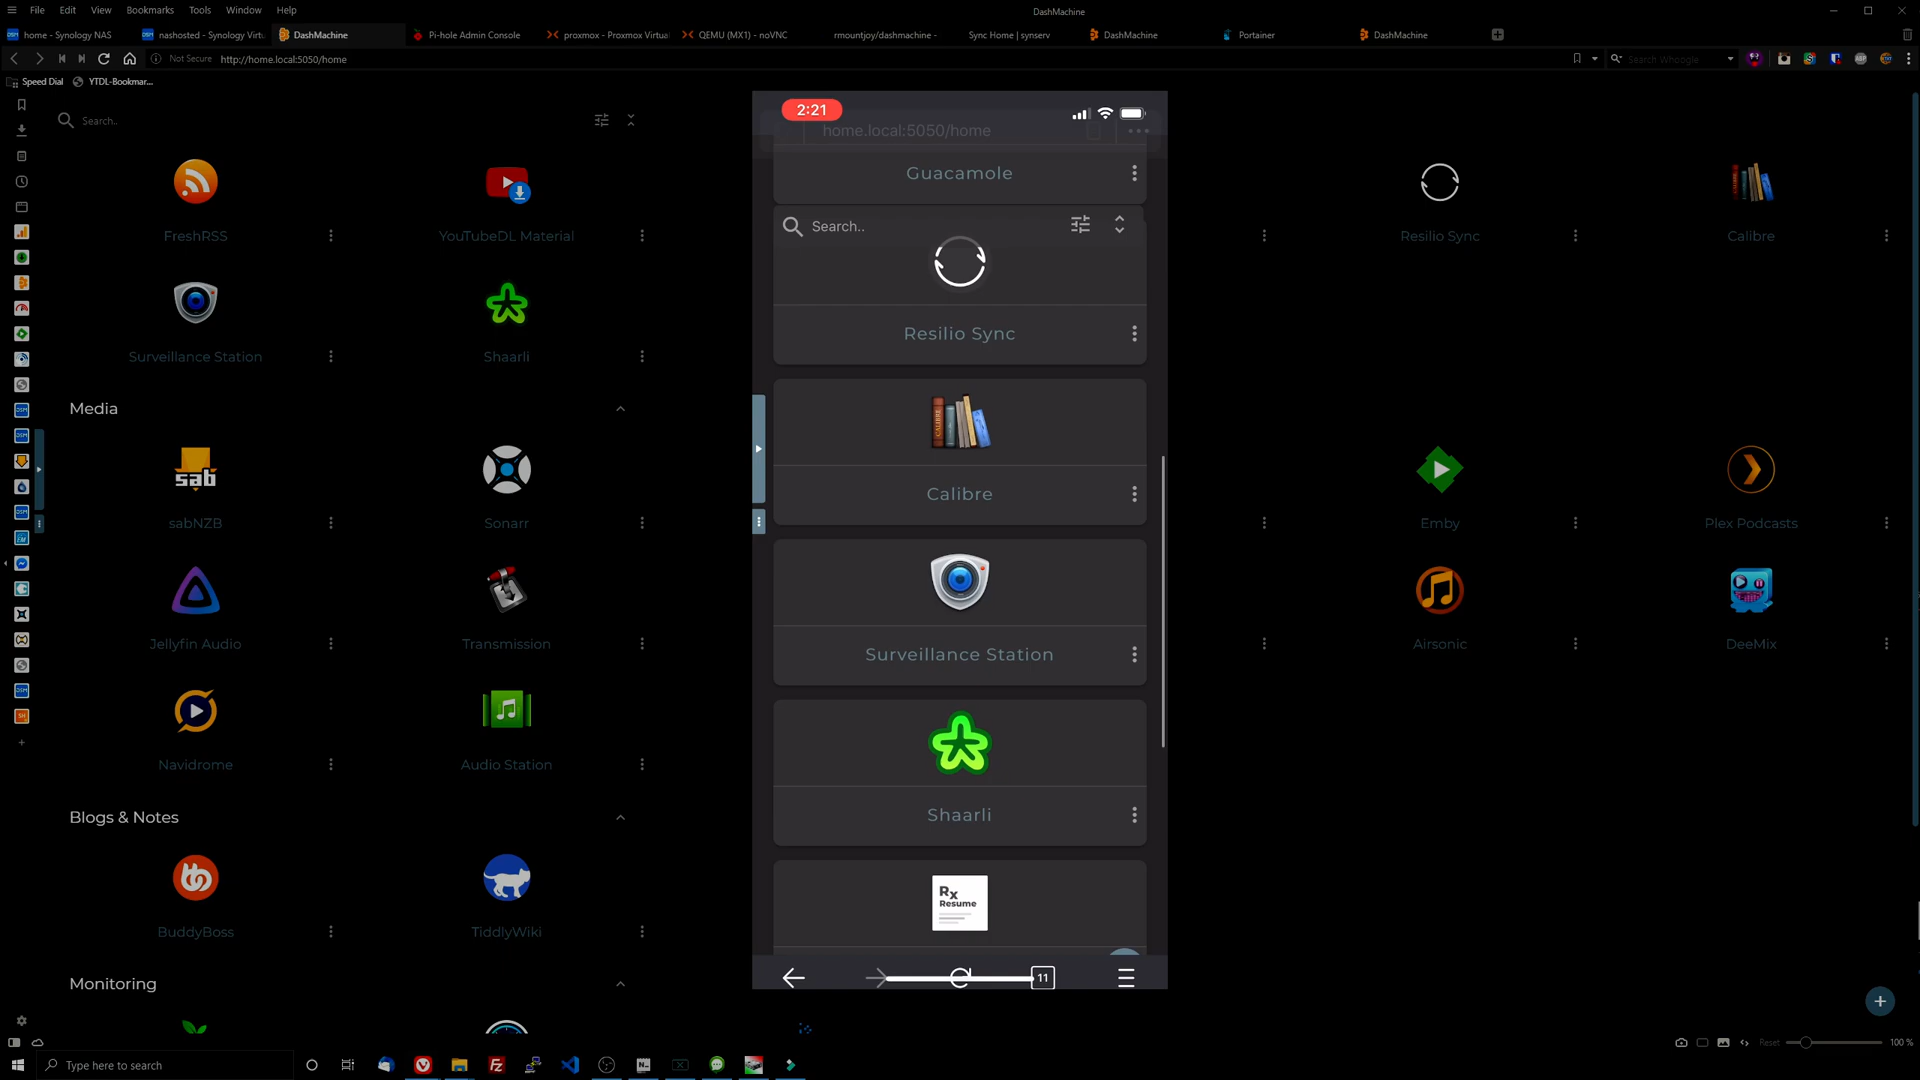 File Edit View Bookmarks Tools Window Help
DashMachine
home - Synology NAS
nashosted - Synology Virtu
DashMachine
Pi-hole Admin Console
proxmox - Proxmox Virtua
QEMU (MX1) - noVNC
rmountjoy/dashmachine -
Sync Home | synserv
DashMachine
Portainer
DashMachine
Not Secure
http://home.local:5050/home
Search Whoogle
Speed Dial
YTDL-Bookmar...
Search..
FreshRSS
YouTubeDL Material
Surveillance Station
Shaarli
Media
sab
sabNZB
Sonarr
Jellyfin Audio
Transmission
Navidrome
Audio Station
Blogs & Notes
BuddyBoss
TiddlyWiki
Monitoring
2:21
home.local:5050/home
Guacamole
Search..
Resilio Sync
CALIBRE
Calibre
Surveillance Station
Shaarli
Rx
Resume
11
Resilio Sync
Calibre
Emby
Plex Podcasts
Airsonic
DeeMix
Reset
100 %
Type here to search